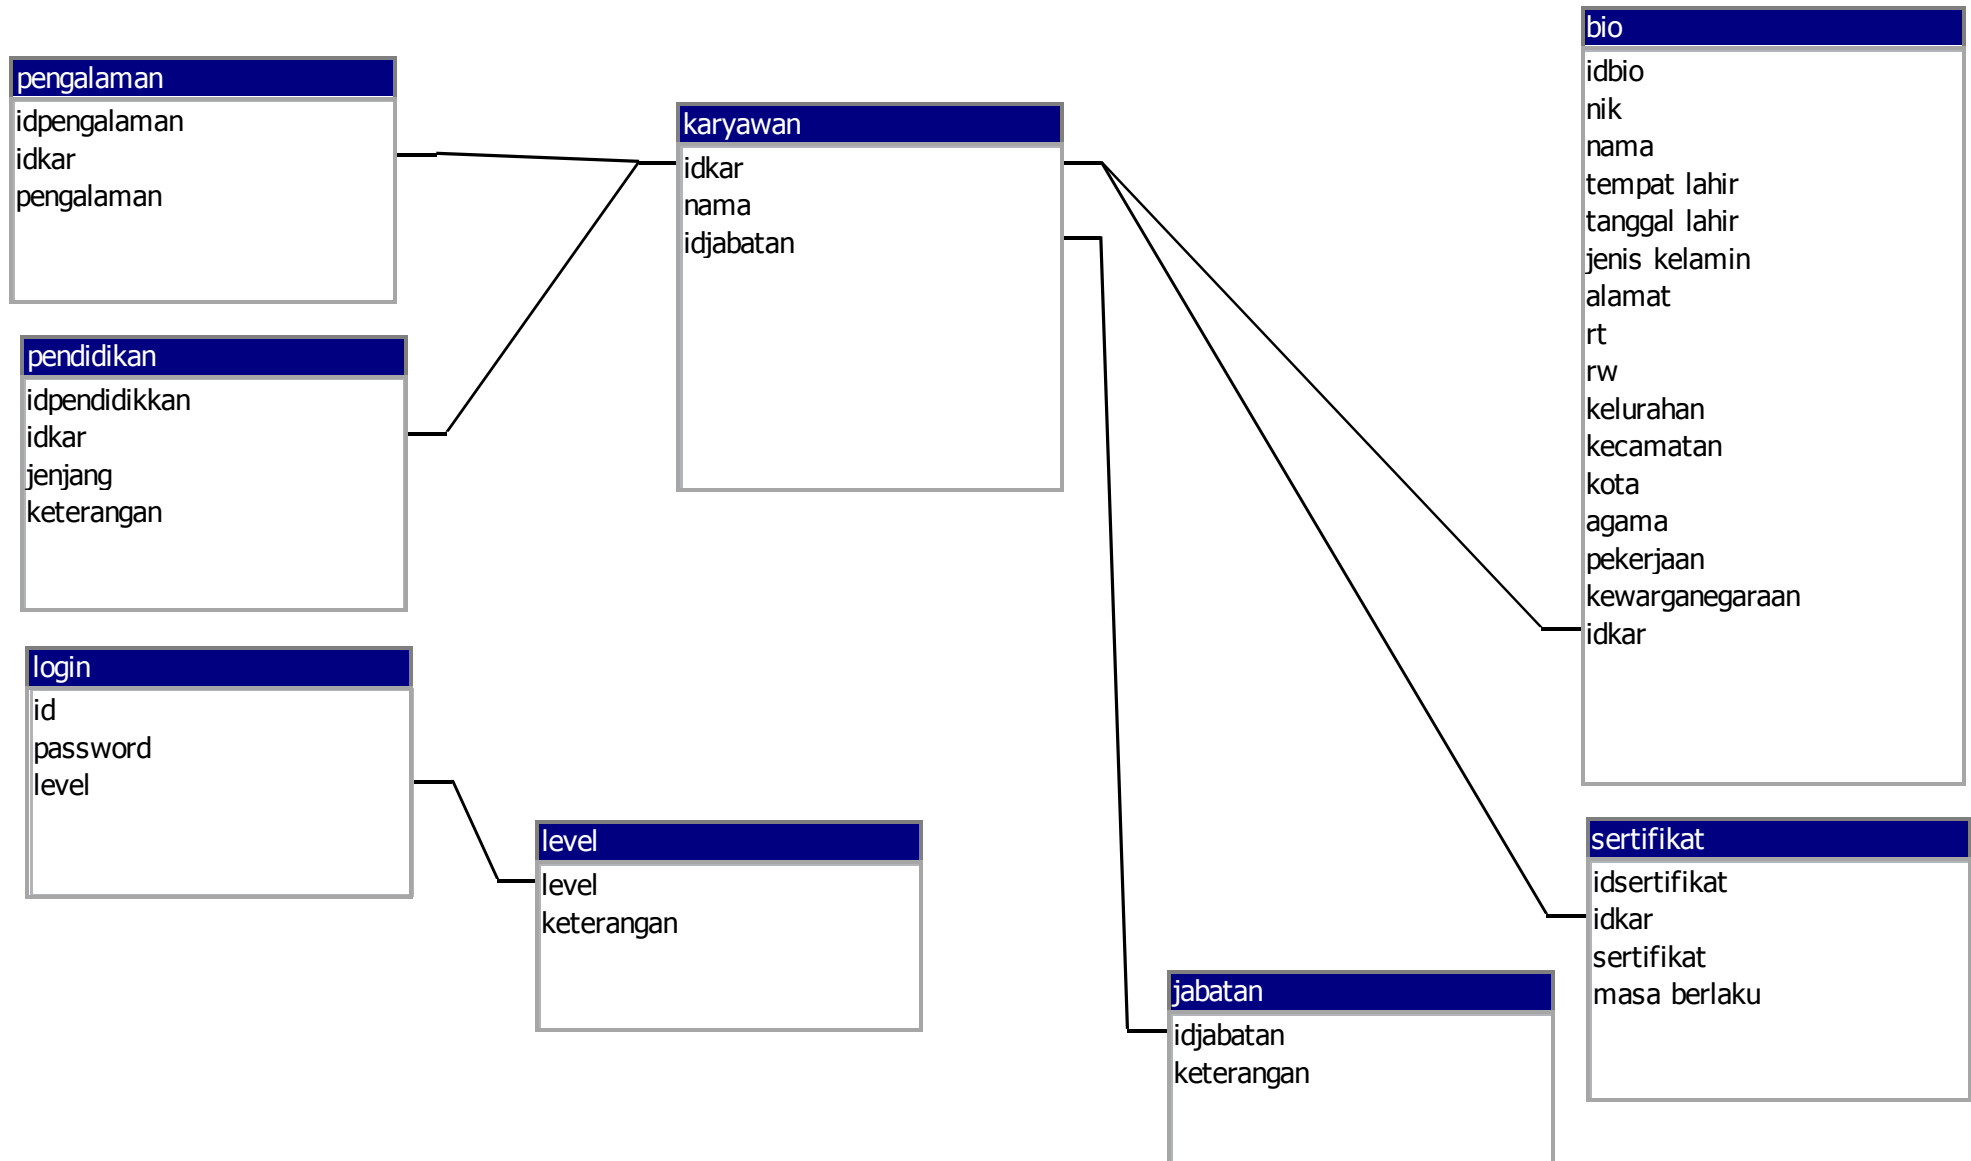 pengalaman
idpengalaman
idkar
pengalaman
pendidikan
idpendidikkan
idkar
jenjang
keterangan
login
id
password
level
level
level
keterangan
karyawan
idkar
nama
idjabatan
jabatan
idjabatan
keterangan
bio
idbio
nik
nama
tempat lahir
tanggal lahir
jenis kelamin
alamat
rt
rw
kelurahan
kecamatan
kota
agama
pekerjaan
kewarganegaraan
idkar
sertifikat
idsertifikat
idkar
sertifikat
masa berlaku